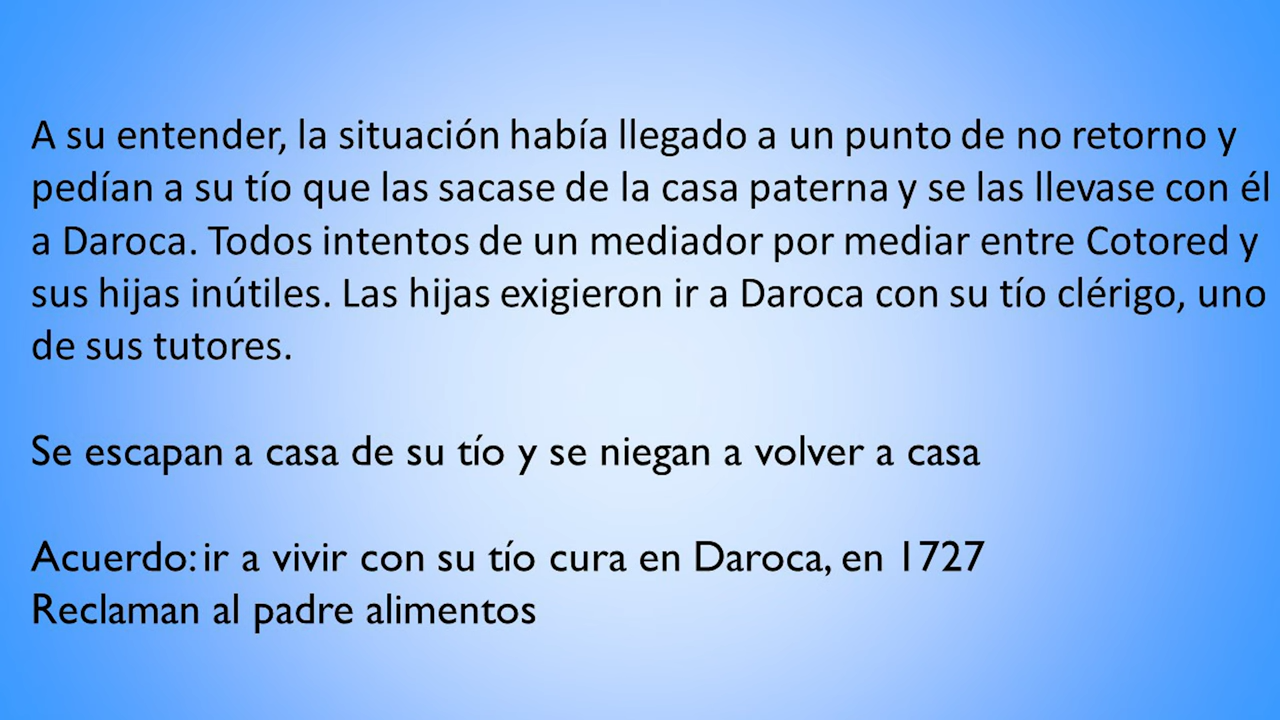 A su entender, la situación había llegado a un punto de no retorno y
pedían a su tío que las sacase de la casa paterna y se las llevase con él
a Daroca. Todos intentos de un mediador por mediar entre Cotored y
sus hijas inútiles. Las hijas exigieron ir a Daroca con su tío clérigo, uno
de sus tutores.
Se escapan a casa de su tío y se niegan a volver a casa
Acuerdo: ir a vivir con su tío cura en Daroca, en 1727
Reclaman al padre alimentos